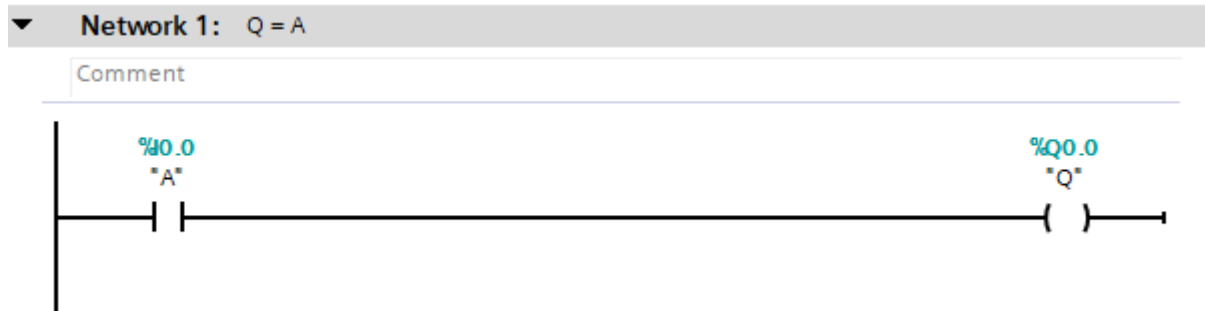 Network 1: Q = A
Comment
%I0.0 %Q0.0
"A" "Q"